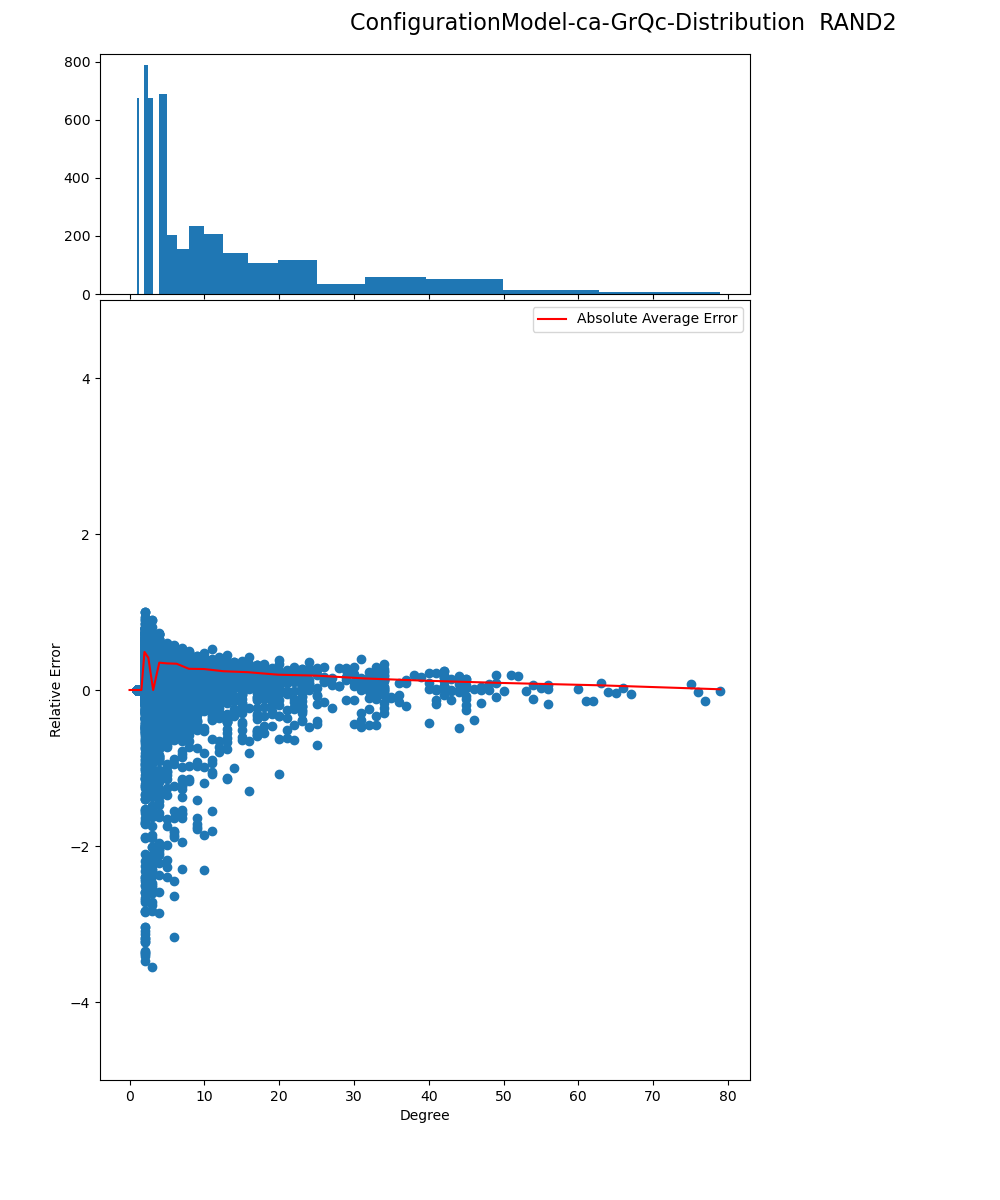 ConfigurationModel-ca-GrQc-Distribution  RAND2
800
600
400
200
0
Absolute Average Error
4
2
0
−2
−4
Relative Error
0 10 20 30 40 50 60 70 80
Degree